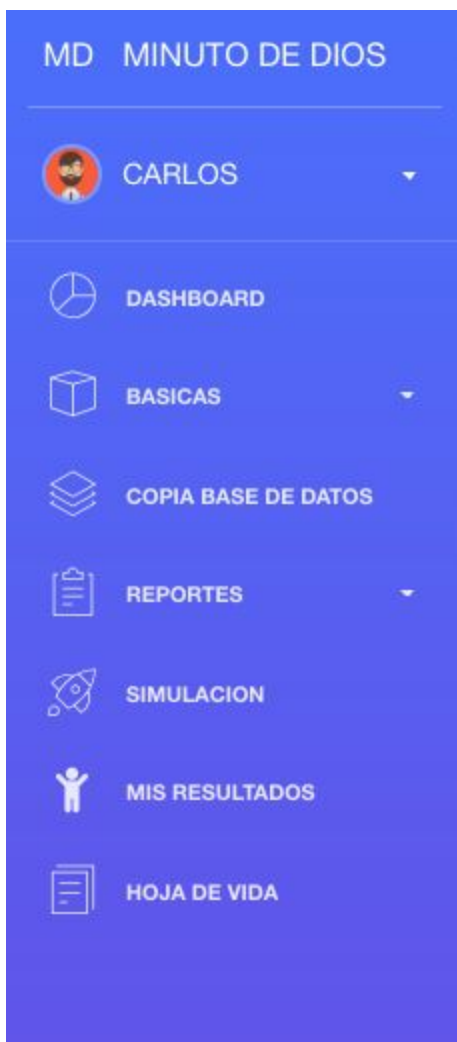 MD MINUTO DE DIOS
CARLOS
DASHBOARD
BASICAS
COPIA BASE DE DATOS
REPORTES
SIMULACION
MIS RESULTADOS
HOJA DE VIDA